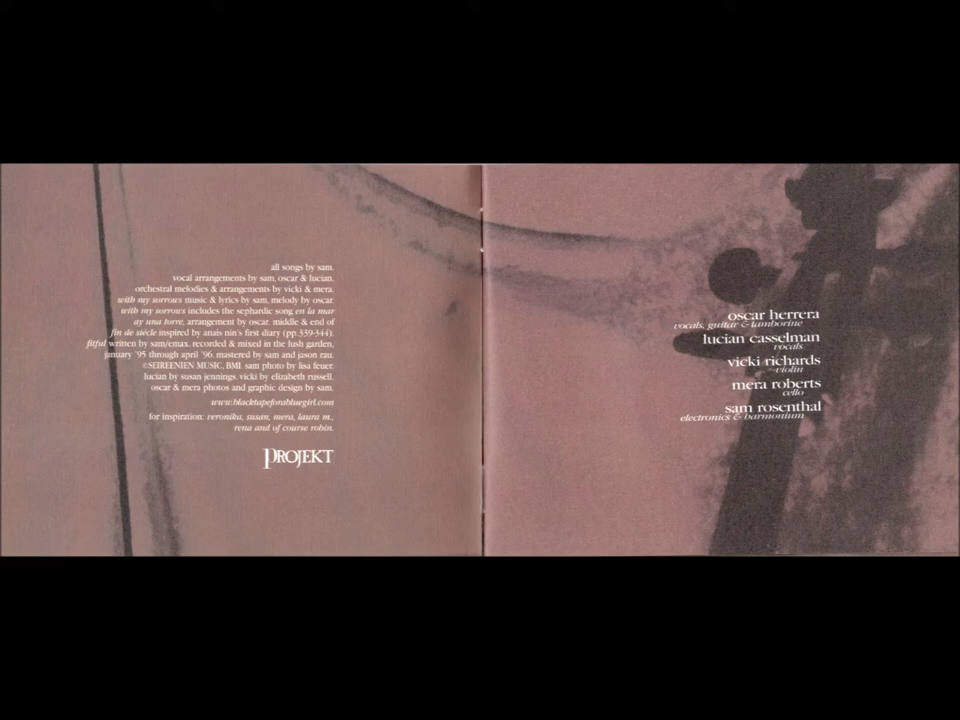 all songs by sam.
vocal arrangements by sam, oscar & lucian.
orchestral melodies & arrangements by vicki & mera.
with my sorrows music & lyrics by sam, melody by oscar.
with my sorrows includes the sephardic song en la mar
ay una torre, arrangement by oscar. middle & end of
fin de siécle inspired by anais nin's first diary (pp.339-344).
fitful written by sam/emax. recorded & mixed in the lush garden,
january '95 through april '96. mastered by sam and jason rau.
©SEIREENIEN MUSIC, BMI. sam photo by lisa feuer.
lucian by susan jennings. vicki by elizabeth russell.
oscar & mera photos and graphic design by sam.
www.blacktapeforabluegirl.com
for inspiration: veronika, susan, mera, laura m.,
rena and of course robin.
PROJEKT
oscar herrera
vocals, guitar & tamborine
lucian casselman
vocals
vicki richards
violin
mera roberts
cello
sam rosenthal
electronics & harmonium